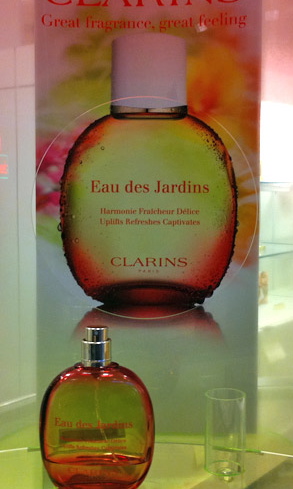 CLARINS
Great fragrance, great feeling
Eau des Jardins
Harmonie Fraîcheur Délice
Uplifts Refreshes Captivates
CLARINS
PARIS
Eau des Jardins